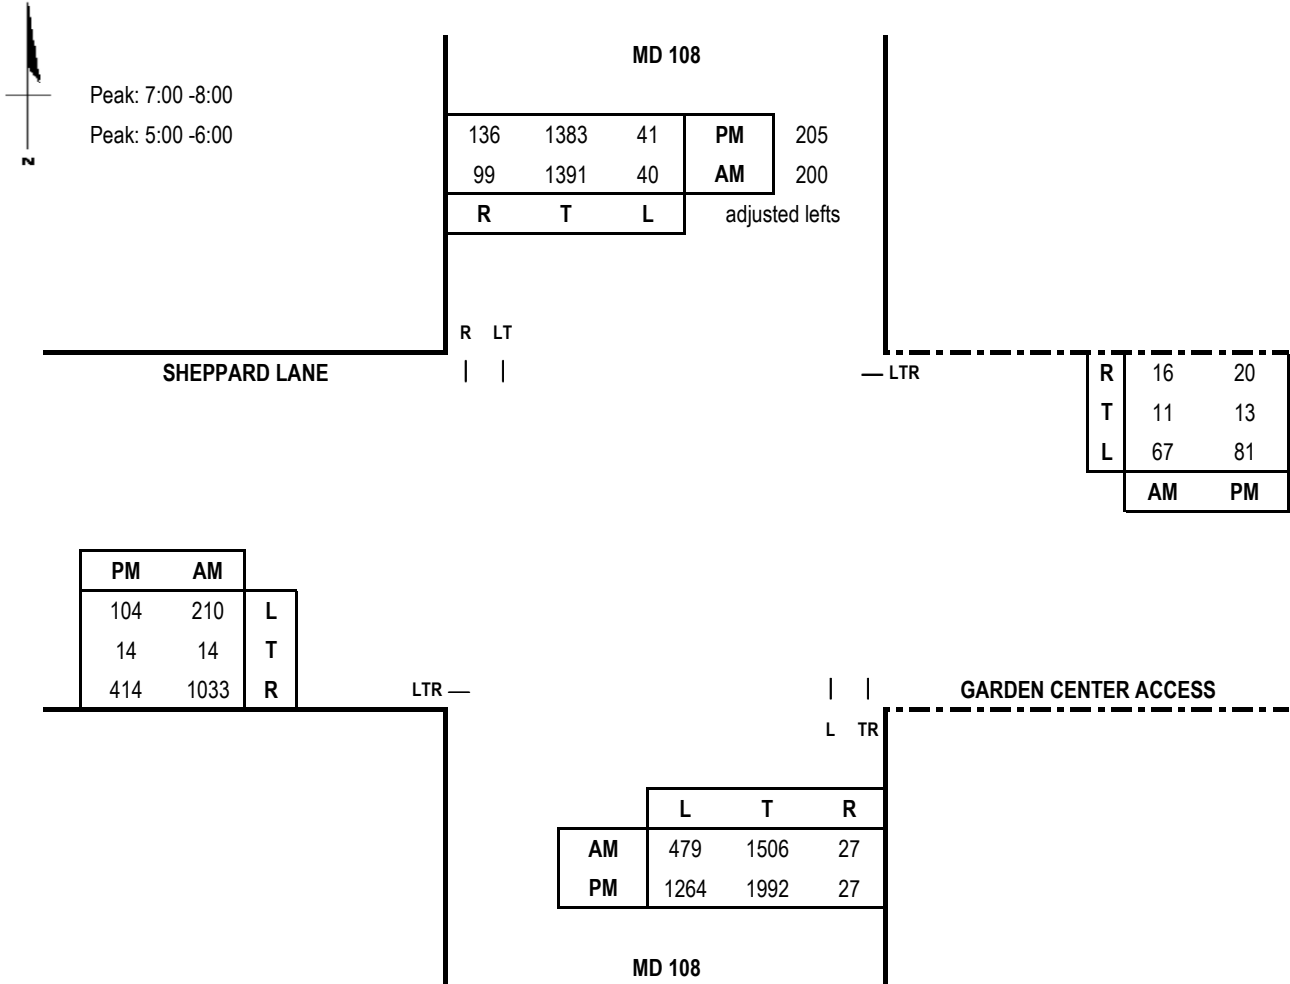 MD 108
Peak: 7:00 -8:00
Peak: 5:00 -6:00
N
136 1383 41 PM 205
99 1391 40 AM 200
R T L adjusted lefts
R LT
SHEPPARD LANE
LTR
R 16 20
T 11 13
L 67 81
AM PM
PM AM
104 210 L
14 14 T
414 1033 R
LTR
GARDEN CENTER ACCESS
L TR
L T R
AM 479 1506 27
PM 1264 1992 27
MD 108